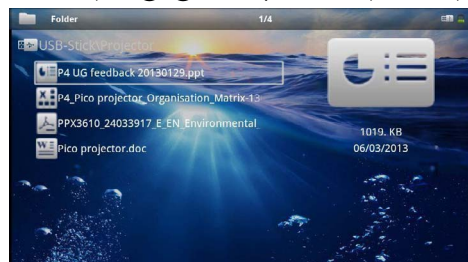 Folder 1/4
USB-Stick\Projector
P4 UG feedback 20130129.ppt
P4_Pico projector_Organisation_Matrix-13
PPX3610_24033917_E_EN_Environmental_
Pico projector.doc
1019. KB
06/03/2013